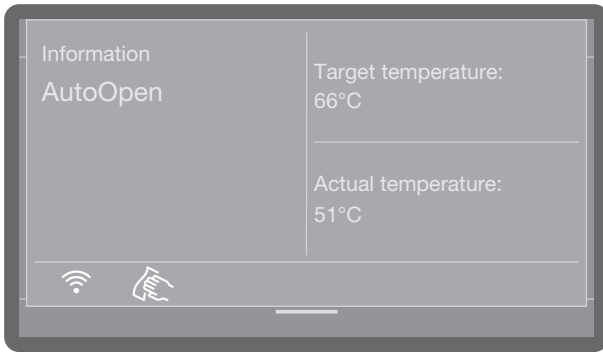 Information
AutoOpen
Target temperature:
66°C
Actual temperature:
51°C